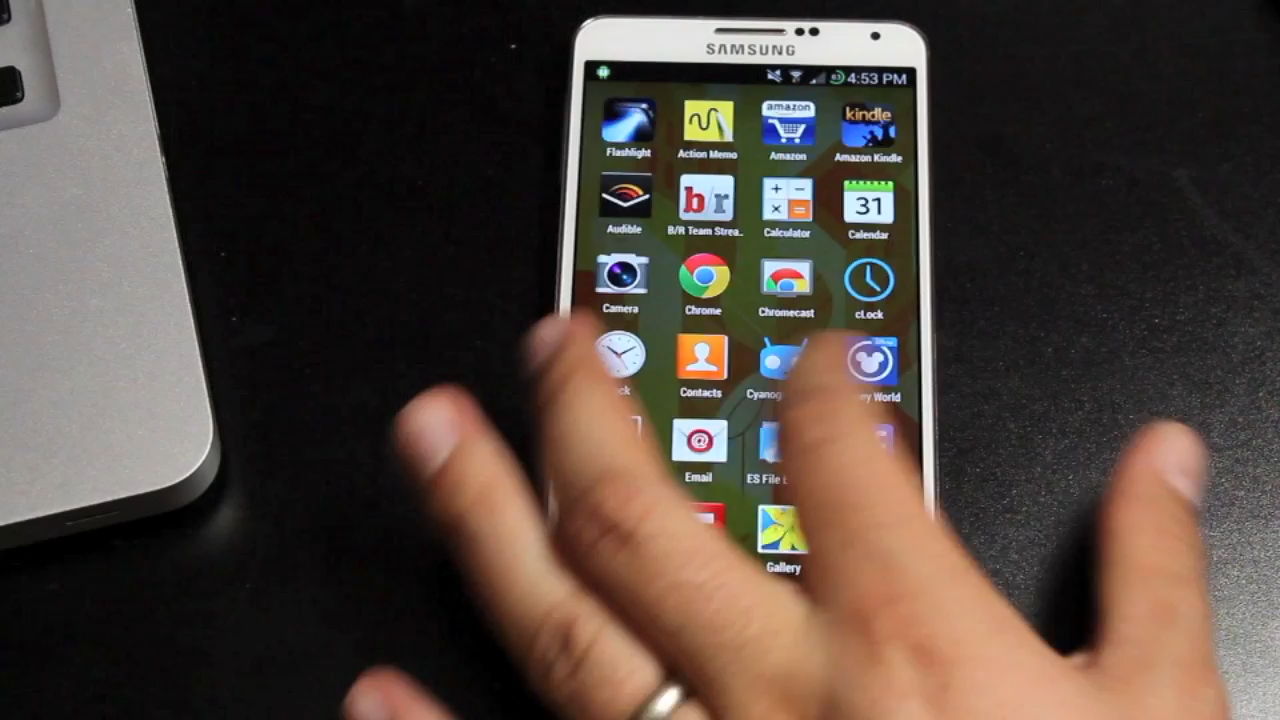 SAMSUNG
4:53 PM
amazon
kindle
Flashlight
Action Memo
Amazon
Amazon Kindle
b/r
31
Audible
B/R Team Strea..
Calculator
Calendar
Camera
Chrome
Chromecast
cLock
Contacts
World
@
Email
ES File
Gallery